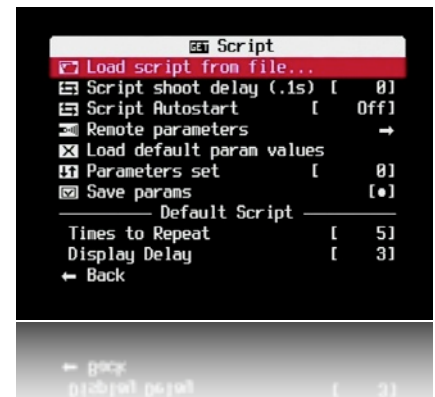 SET Script
Load script from file...
Script shoot delay (.1s) [ 0]
Script Autostart [ Off]
Remote parameters →
Load default param values
Parameters set [ 0]
Save params [•]
Default Script
Times to Repeat [ 5]
Display Delay [ 3]
← Back